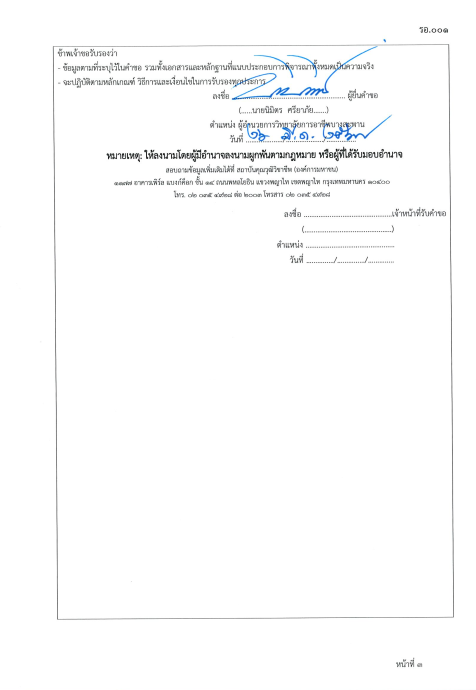 รอ.๐๐๑
ข้าพเจ้าขอรับรองว่า
- ข้อมูลตามที่ระบุไว้ในคำขอ รวมทั้งเอกสารและหลักฐานที่แนบประกอบการพิจารณาทั้งหมดเป็นความจริง
- จะปฏิบัติตามหลักเกณฑ์ วิธีการและเงื่อนไขในการรับรองทุกประการ
ลงชื่อ ................................................ ผู้ยื่นคำขอ
(......นายนิมิตร ศรียาภัย.......)
ตำแหน่ง ผู้อำนวยการวิทยาลัยการอาชีพบางสะพาน
วันที่ ๒๖ มี.ค.
หมายเหตุ: ให้ลงนามโดยผู้มีอำนาจลงนามผูกพันตามกฎหมาย หรือผู้ที่ได้รับมอบอำนาจ
สอบถามข้อมูลเพิ่มเติมได้ที่ สถาบันคุณวุฒิวิชาชีพ (องค์การมหาชน)
อาคารเพิร์ล แบงก์ค็อก ชั้น ๑๔ ถนนพหลโยธิน แขวงพญาไท เขตพญาไท กรุงเทพมหานคร ๑๐๔๐๐
โทร. ๐๒ ๐๓๕ ๔๙๐๘ ต่อ ๒๐๐๓ โทรสาร ๐๒ ๐๓๕ ๔๙๐๘
ลงชื่อ ..........................................เจ้าหน้าที่รับคำขอ
(..........................................)
ตำแหน่ง ..........................................
วันที่ ............./............./.............
หน้าที่ ๓